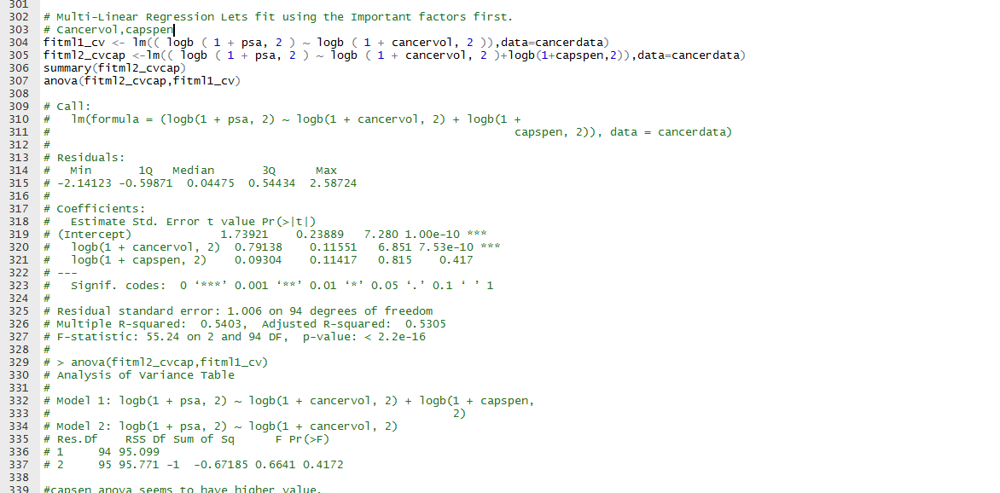 301
302 # Multi-Linear Regression Lets fit using the Important factors first.
303 # Cancervol,capspen
304 fitml1_cv <- lm(( logb ( 1 + psa, 2 ) ~ logb ( 1 + cancervol, 2 )),data=cancerdata)
305 fitml2_cvcap <-lm(( logb ( 1 + psa, 2 ) ~ logb ( 1 + cancervol, 2 )+logb(1+capspen,2)),data=cancerdata)
306 summary(fitml2_cvcap)
307 anova(fitml2_cvcap,fitml1_cv)
308
309 # Call:
310 #   lm(formula = (logb(1 + psa, 2) ~ logb(1 + cancervol, 2) + logb(1 +
311 #                                                                     capspen, 2)), data = cancerdata)
312 #
313 # Residuals:
314 #   Min       1Q   Median       3Q      Max
315 # -2.14123 -0.59871  0.04475  0.54434  2.58724
316 #
317 # Coefficients:
318 #   Estimate Std. Error t value Pr(>|t|)
319 # (Intercept)             1.73921    0.23889   7.280 1.00e-10 ***
320 #   logb(1 + cancervol, 2)  0.79138    0.11551   6.851 7.53e-10 ***
321 #   logb(1 + capspen, 2)    0.09304    0.11417   0.815    0.417
322 # ---
323 #   Signif. codes:  0 ‘***’ 0.001 ‘**’ 0.01 ‘*’ 0.05 ‘.’ 0.1 ‘ ’ 1
324 #
325 # Residual standard error: 1.006 on 94 degrees of freedom
326 # Multiple R-squared:  0.5403,  Adjusted R-squared:  0.5305
327 # F-statistic: 55.24 on 2 and 94 DF,  p-value: < 2.2e-16
328 #
329 # > anova(fitml2_cvcap,fitml1_cv)
330 # Analysis of Variance Table
331 #
332 # Model 1: logb(1 + psa, 2) ~ logb(1 + cancervol, 2) + logb(1 + capspen,
333 #                                                            2)
334 # Model 2: logb(1 + psa, 2) ~ logb(1 + cancervol, 2)
335 # Res.Df    RSS Df Sum of Sq      F Pr(>F)
336 # 1     94 95.099
337 # 2     95 95.771 -1  -0.67185 0.6641 0.4172
338
339 #capsen anova seems to have higher value.